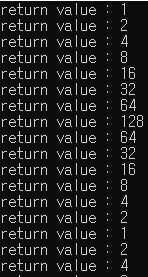 return value : 1
return value : 2
return value : 4
return value : 8
return value : 16
return value : 32
return value : 64
return value : 128
return value : 64
return value : 32
return value : 16
return value : 8
return value : 4
return value : 2
return value : 1
return value : 2
return value : 4